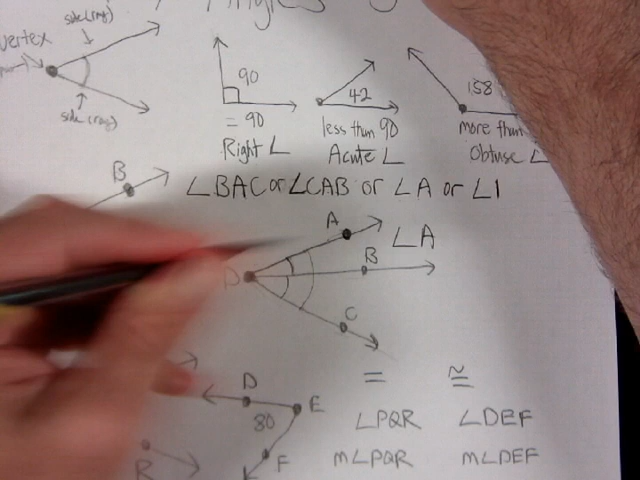 Angles
side (ray)
vertex
side (ray)
90
= 90
Right ∠
42
less than 90
Acute ∠
158
more than
Obtuse ∠
B
∠BAC or ∠CAB or ∠A or ∠1
A
∠A
B
D
C
D
E
80
F
R
= ≅
∠PQR ∠DEF
m∠PQR m∠DEF